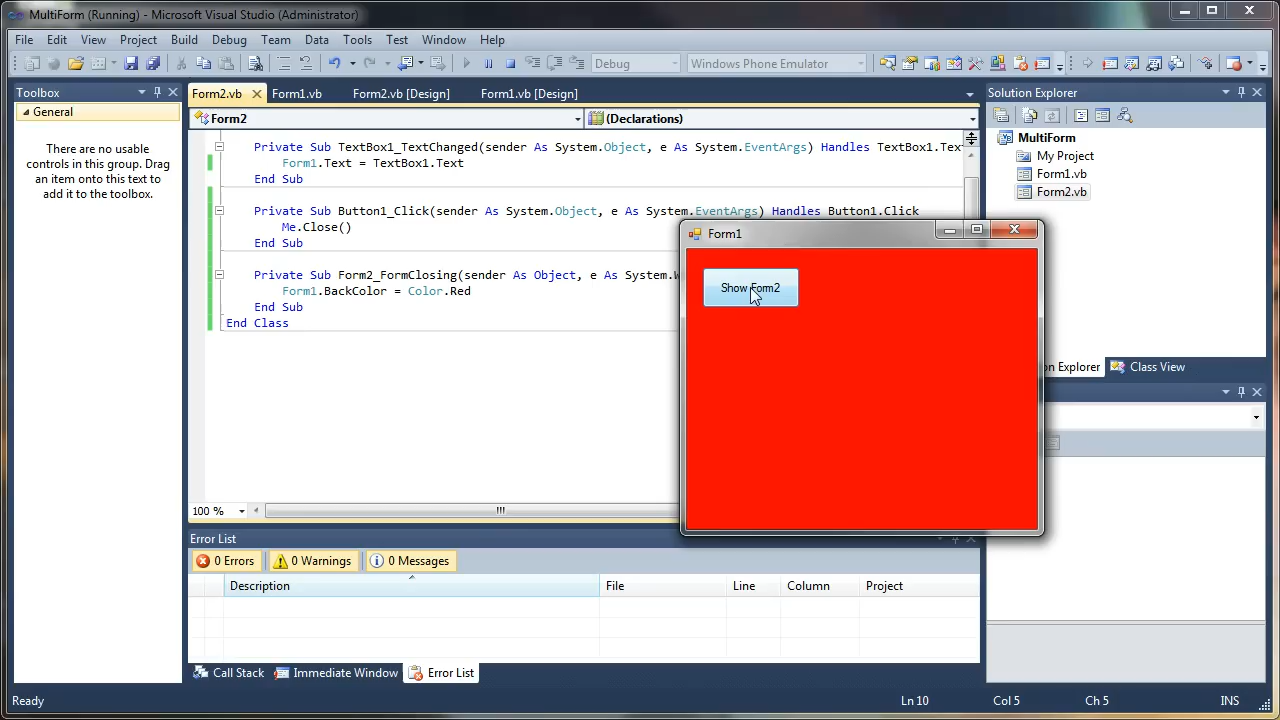 MultiForm (Running) - Microsoft Visual Studio (Administrator)
File Edit View Project Build Debug Team Data Tools Test Window Help
Debug Windows Phone Emulator
Toolbox
General
There are no usable
controls in this group. Drag
an item onto this text to
add it to the toolbox.
Form2.vb Form1.vb Form2.vb [Design] Form1.vb [Design]
Form2 (Declarations)
Private Sub TextBox1_TextChanged(sender As System.Object, e As System.EventArgs) Handles TextBox1.Tex
Form1.Text = TextBox1.Text
End Sub
Private Sub Button1_Click(sender As System.Object, e As System.EventArgs) Handles Button1.Click
Me.Close()
End Sub
Private Sub Form2_FormClosing(sender As Object, e As System.W
Form1.BackColor = Color.Red
End Sub
End Class
100 %
Form1
Show Form2
Solution Explorer
MultiForm
My Project
Form1.vb
Form2.vb
on Explorer Class View
Error List
0 Errors 0 Warnings 0 Messages
Description File Line Column Project
Call Stack Immediate Window Error List
Ready Ln 10 Col 5 Ch 5 INS